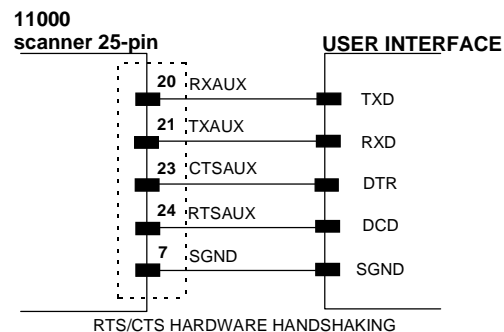 11000
scanner 25-pin USER INTERFACE
20 RXAUX TXD
21 TXAUX RXD
23 CTSAUX DTR
24 RTSAUX DCD
7 SGND SGND
RTS/CTS HARDWARE HANDSHAKING